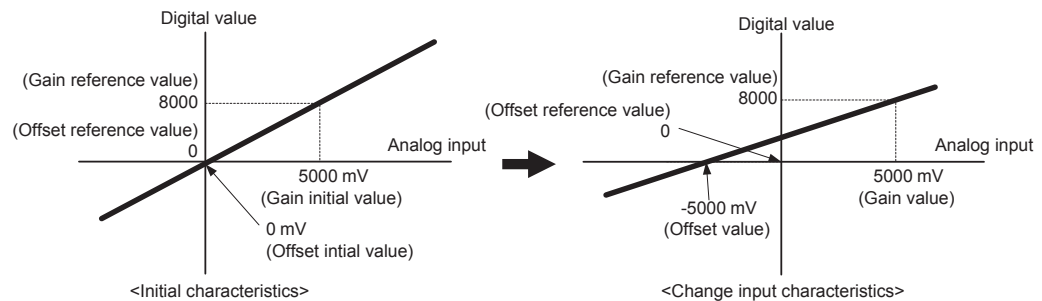 Digital value
(Gain reference value)
8000
(Offset reference value)
0
Analog input
5000 mV
(Gain initial value)
0 mV
(Offset intial value)
<Initial characteristics>
Digital value
(Gain reference value)
8000
(Offset reference value)
0
Analog input
5000 mV
(Gain value)
-5000 mV
(Offset value)
<Change input characteristics>